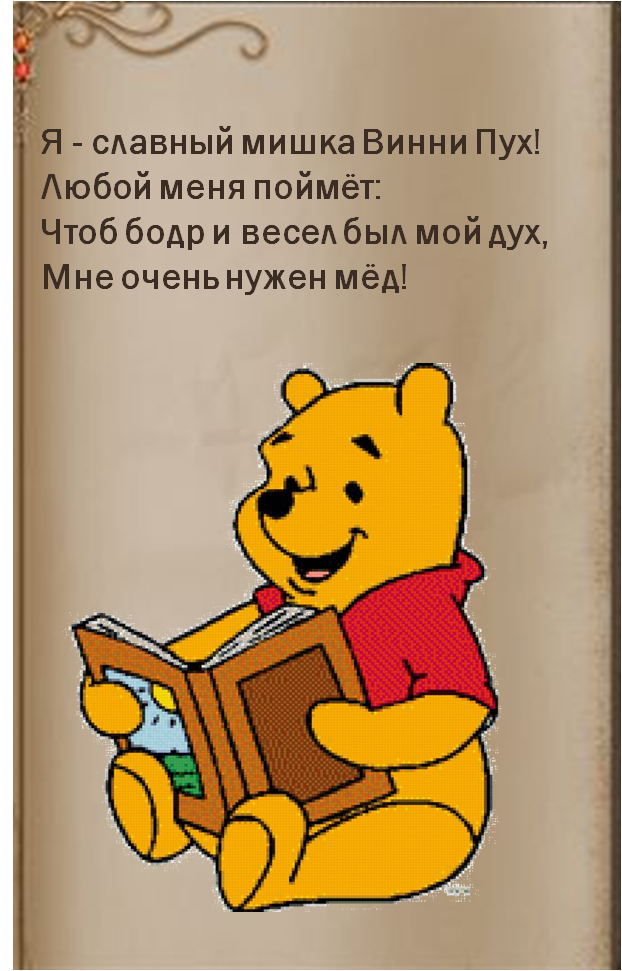 Я - славный мишка Винни Пух!
Любой меня поймёт:
Чтоб бодр и весел был мой дух,
Мне очень нужен мёд!